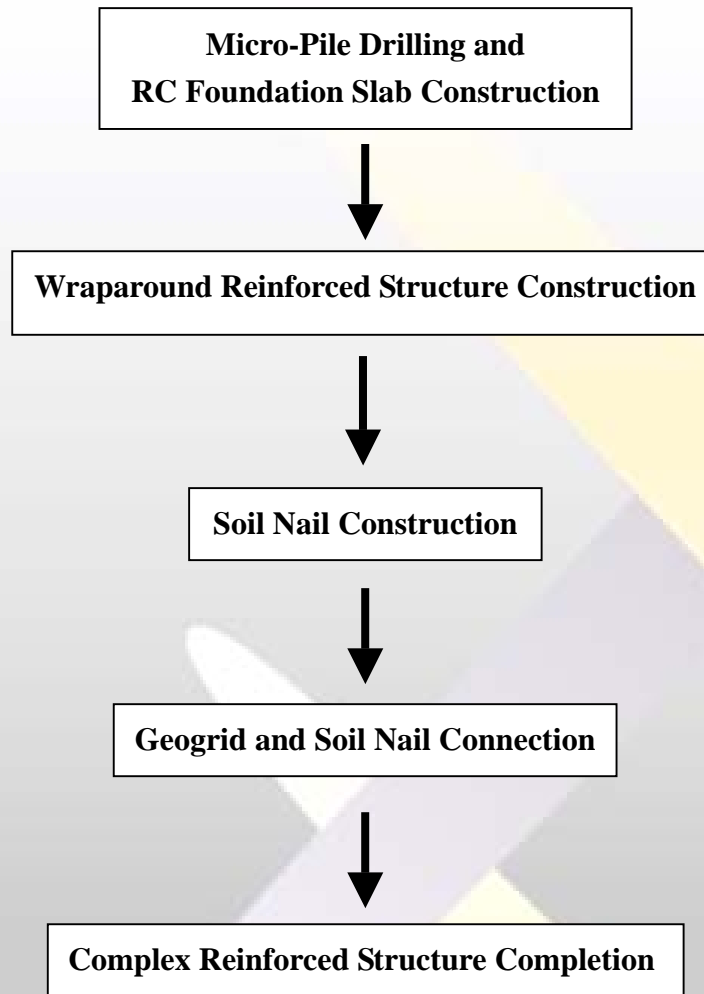 Micro-Pile Drilling and
RC Foundation Slab Construction
Wraparound Reinforced Structure Construction
Soil Nail Construction
Geogrid and Soil Nail Connection
Complex Reinforced Structure Completion